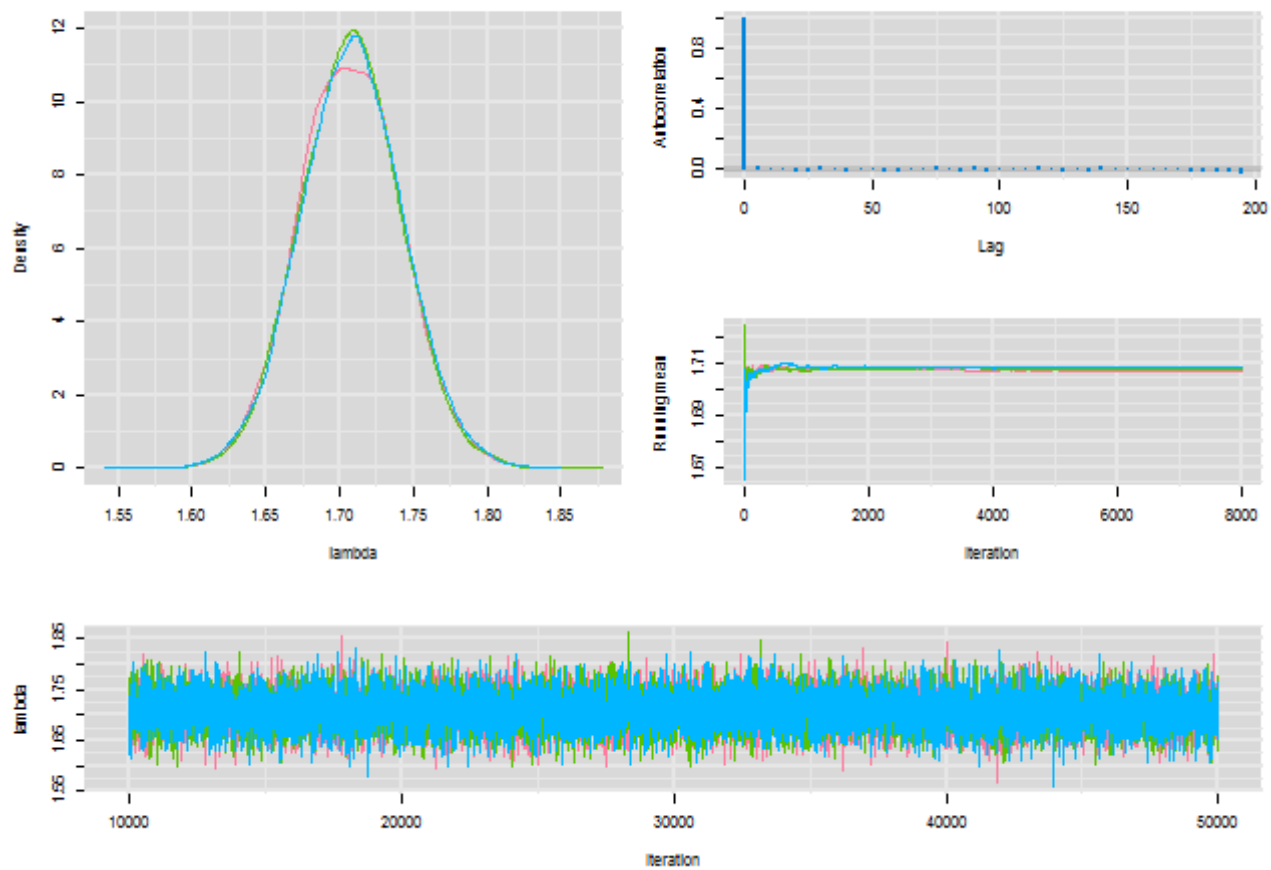 Density
0 2 4 6 8 10 12
1.55 1.60 1.65 1.70 1.75 1.80 1.85
lambda
Autocorrelation
0.0 0.4 0.8
0 50 100 150 200
Lag
Running mean
1.67 1.69 1.71
0 2000 4000 6000 8000
Iteration
lambda
1.55 1.65 1.75 1.85
10000 20000 30000 40000 50000
Iteration